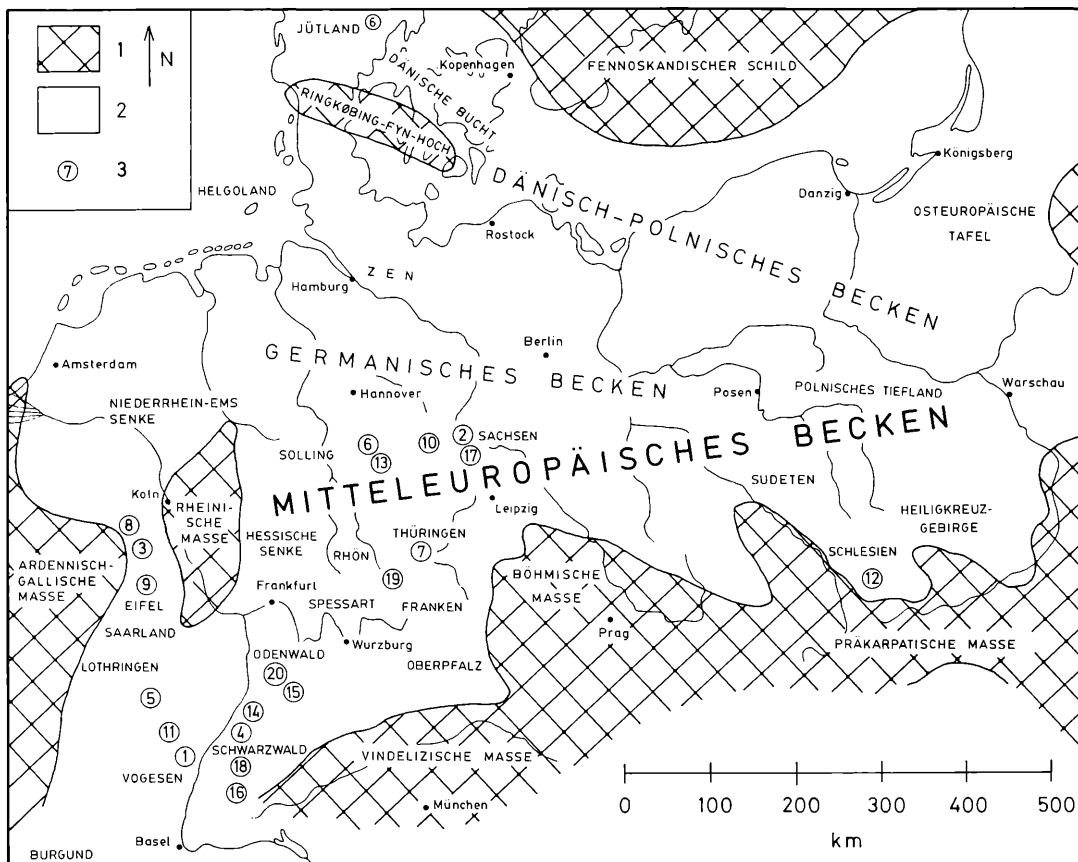 1
N
2
7 3
JÜTLAND 6
Kopenhagen
DÄNISCHE BUCHT
FENNOSKANDISCHER SCHILD
RINGKØBING-FYN-HOCH
Königsberg
HELGOLAND
Danzig
DÄNISCH-POLNISCHES BECKEN
OSTEUROPÄISCHE
TAFEL
Rostock
ZEN
Hamburg
Berlin
GERMANISCHES BECKEN
Amsterdam
Hannover
Posen
POLNISCHES TIEFLAND
Warschau
NIEDERRHEIN-EMS
SENKE
SOLLING
6
13
10
2
SACHSEN
17
MITTELEUROPÄISCHES BECKEN
SUDETEN
Köln
RHEINI-
SCHE
MASSE
Leipzig
HEILIGKREUZ-
GEBIRGE
8
3
9
EIFEL
ARDENNISCH-
GALLISCHE
MASSE
HESSISCHE
SENKE
RHÖN
THÜRINGEN
7
19
SCHLESIEN
12
BÖHMISCHE
MASSE
Frankfurt
SPESSART
FRANKEN
SAARLAND
Prag
Wurzburg
PRÄKARPATISCHE MASSE
ODENWALD
OBERPFALZ
LOTHRINGEN
20
15
5
14
11
4
1
SCHWARZWALD
18
16
VOGESEN
VINDELIZISCHE MASSE
München
0 100 200 300 400 500
km
Basel
BURGUND